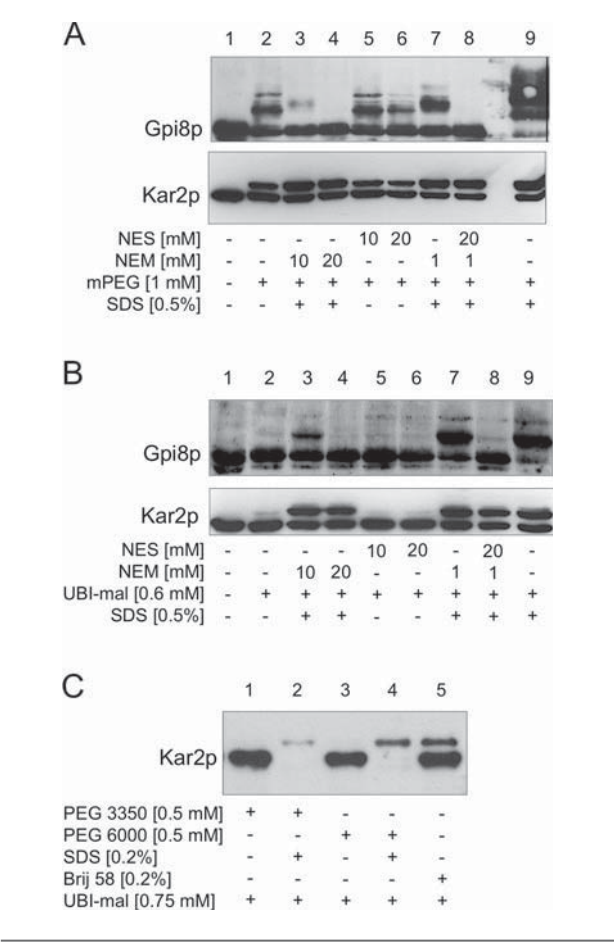 A
1 2 3 4 5 6 7 8 9
Gpi8p
Kar2p
NES [mM] - - - - 10 20 - 20 -
NEM [mM] - - 10 20 - - 1 1 -
mPEG [1 mM] - + + + + + + + +
SDS [0.5%] - - + + - - + + +
B
1 2 3 4 5 6 7 8 9
Gpi8p
Kar2p
NES [mM] - - - - 10 20 - 20 -
NEM [mM] - - 10 20 - - 1 1 -
UBI-mal [0.6 mM] - + + + + + + + +
SDS [0.5%] - - + + - - + + +
C
1 2 3 4 5
Kar2p
PEG 3350 [0.5 mM] + + - - -
PEG 6000 [0.5 mM] - - + + -
SDS [0.2%] - + - + -
Brij 58 [0.2%] - - - - +
UBI-mal [0.75 mM] + + + + +